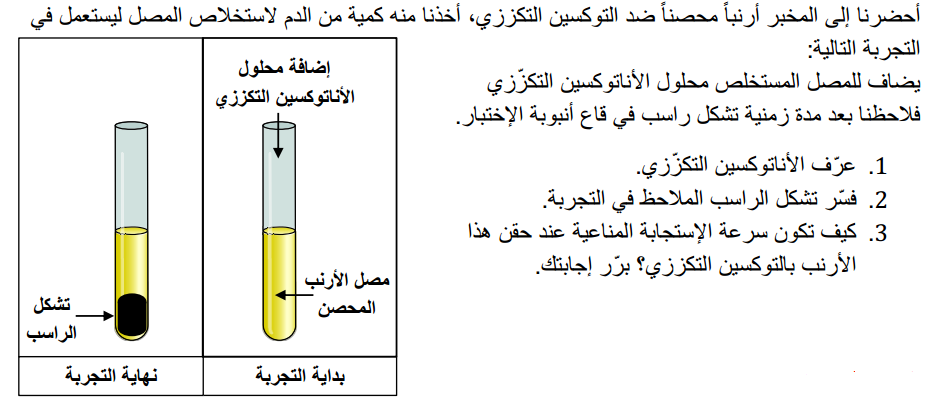 أحضرنا إلى المخبر أرنباً محصناً ضد التوكسين التكززي، أخذنا منه كمية من الدم لاستخلاص المصل ليستعمل في
التجربة التالية:
يضاف للمصل المستخلص محلول الأناتوكسين التكزّزي
فلاحظنا بعد مدة زمنية تشكل راسب في قاع أنبوبة الإختبار.
1. عرّف الأناتوكسين التكزّزي.
2. فسّر تشكل الراسب الملاحظ في التجربة.
3. كيف تكون سرعة الإستجابة المناعية عند حقن هذا
الأرنب بالتوكسين التكززي؟ برّر إجابتك.
إضافة محلول
الأناتوكسين التكززي
مصل الأرنب
المحصن
بداية التجربة
تشكل
الراسب
نهاية التجربة